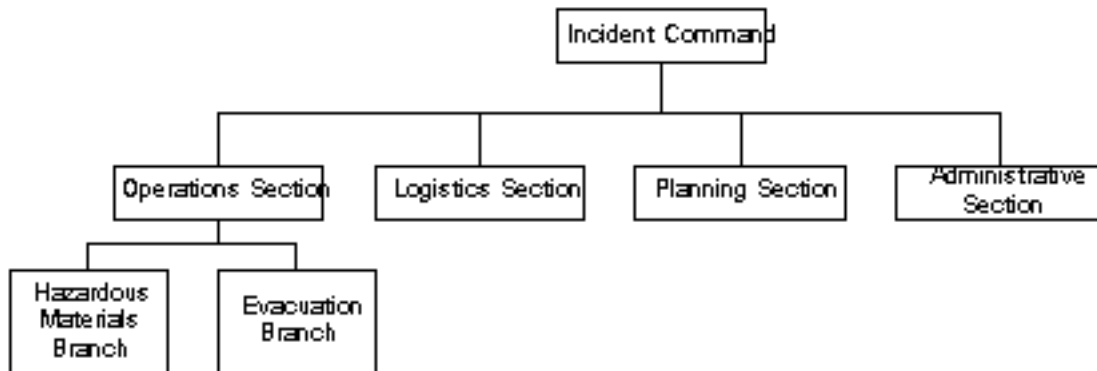 Incident Command
Operations Section
Logistics Section
Planning Section
Administrative
Section
Hazardous
Materials
Branch
Evacuation
Branch